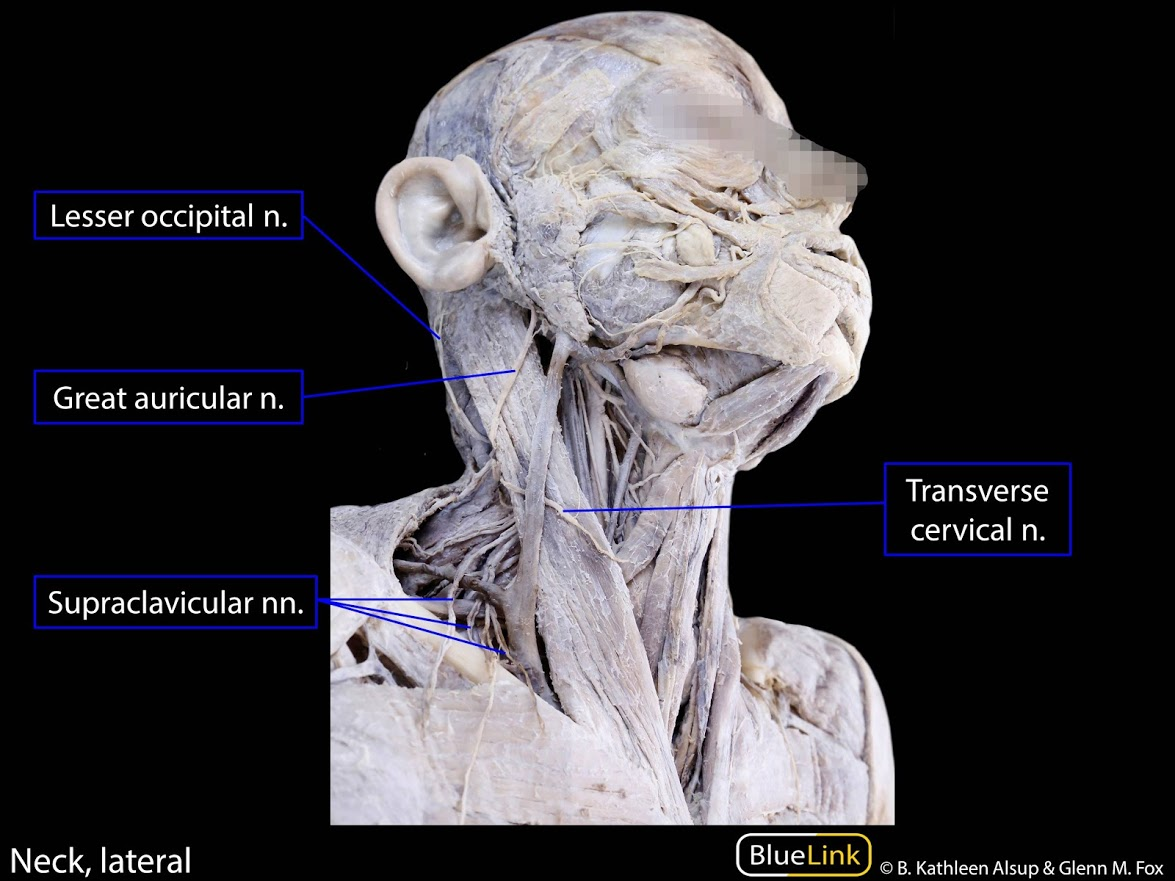 Lesser occipital n.
Great auricular n.
Transverse
cervical n.
Supraclavicular nn.
Neck, lateral
BlueLink
© B. Kathleen Alsup & Glenn M. Fox